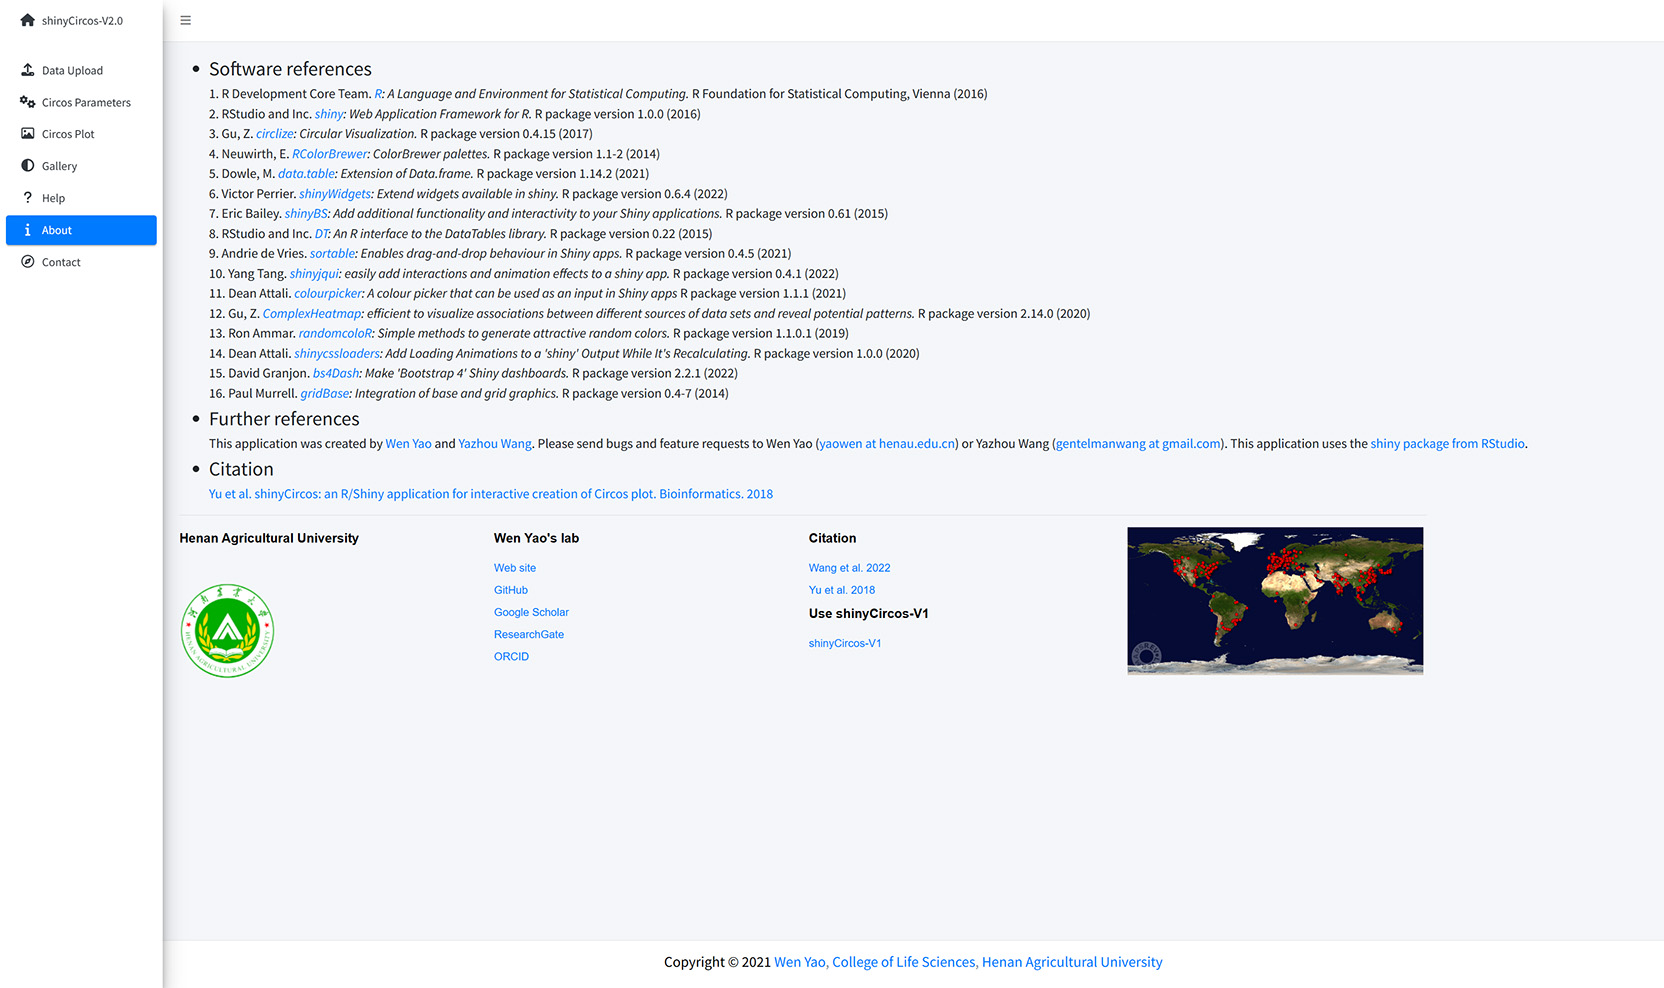 shinyCircos-V2.0
Data Upload
Circos Parameters
Circos Plot
Gallery
? Help
About
Contact
• Software references
1. R Development Core Team. R: A Language and Environment for Statistical Computing. R Foundation for Statistical Computing, Vienna (2016)
2. RStudio and Inc. shiny: Web Application Framework for R. R package version 1.0.0 (2016)
3. Gu, Z. circlize: Circular Visualization. R package version 0.4.15 (2017)
4. Neuwirth, E. RColorBrewer: ColorBrewer palettes. R package version 1.1-2 (2014)
5. Dowle, M. data.table: Extension of Data.frame. R package version 1.14.2 (2021)
6. Victor Perrier. shinyWidgets: Extend widgets available in shiny. R package version 0.6.4 (2022)
7. Eric Bailey. shinyBS: Add additional functionality and interactivity to your Shiny applications. R package version 0.61 (2015)
8. RStudio and Inc. DT: An R interface to the DataTables library. R package version 0.22 (2015)
9. Andrie de Vries. sortable: Enables drag-and-drop behaviour in Shiny apps. R package version 0.4.5 (2021)
10. Yang Tang. shinyjqui: easily add interactions and animation effects to a shiny app. R package version 0.4.1 (2022)
11. Dean Attali. colourpicker: A colour picker that can be used as an input in Shiny apps R package version 1.1.1 (2021)
12. Gu, Z. ComplexHeatmap: efficient to visualize associations between different sources of data sets and reveal potential patterns. R package version 2.14.0 (2020)
13. Ron Ammar. randomcoloR: Simple methods to generate attractive random colors. R package version 1.1.0.1 (2019)
14. Dean Attali. shinycssloaders: Add Loading Animations to a 'shiny' Output While It's Recalculating. R package version 1.0.0 (2020)
15. David Granjon. bs4Dash: Make 'Bootstrap 4' Shiny dashboards. R package version 2.2.1 (2022)
16. Paul Murrell. gridBase: Integration of base and grid graphics. R package version 0.4-7 (2014)
• Further references
This application was created by Wen Yao and Yazhou Wang. Please send bugs and feature requests to Wen Yao (yaowen at henau.edu.cn) or Yazhou Wang (gentelmanwang at gmail.com). This application uses the shiny package from RStudio.
• Citation
Yu et al. shinyCircos: an R/Shiny application for interactive creation of Circos plot. Bioinformatics. 2018
Henan Agricultural University
HENAN AGRICULTURAL UNIVERSITY
Wen Yao's lab
Web site
GitHub
Google Scholar
ResearchGate
ORCID
Citation
Wang et al. 2022
Yu et al. 2018
Use shinyCircos-V1
shinyCircos-V1
Copyright © 2021 Wen Yao, College of Life Sciences, Henan Agricultural University